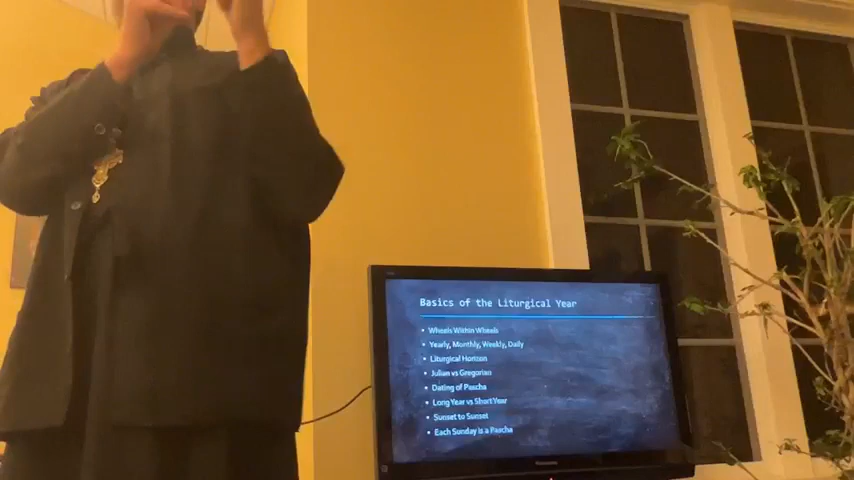 Basics of the Liturgical Year
• Wheels Within Wheels
• Yearly, Monthly, Weekly, Daily
• Liturgical Horizon
• Julian vs Gregorian
• Dating of Pascha
• Long Year vs Short Year
• Sunset to Sunset
• Each Sunday is a Pascha